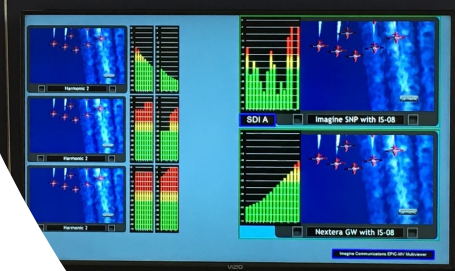 Harmonic 2
Harmonic 2
Harmonic 2
SDI A
Imagine SNP with IS-08
Nextera GW with IS-08
Imagine Communications EPIC-MV Multiviewer
VIZIO